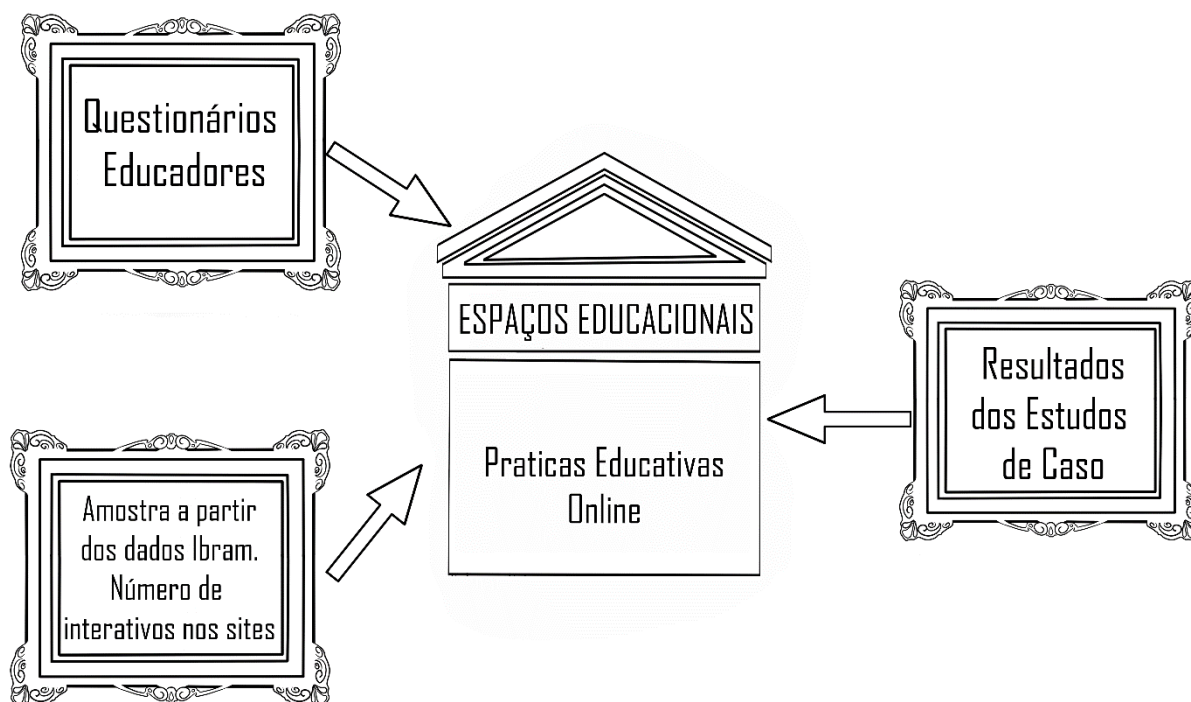 Questionários
Educadores
ESPAÇOS EDUCACIONAIS
Praticas Educativas
Online
Resultados
dos Estudos
de Caso
Amostra a partir
dos dados Ibram.
Número de
interativos nos sites